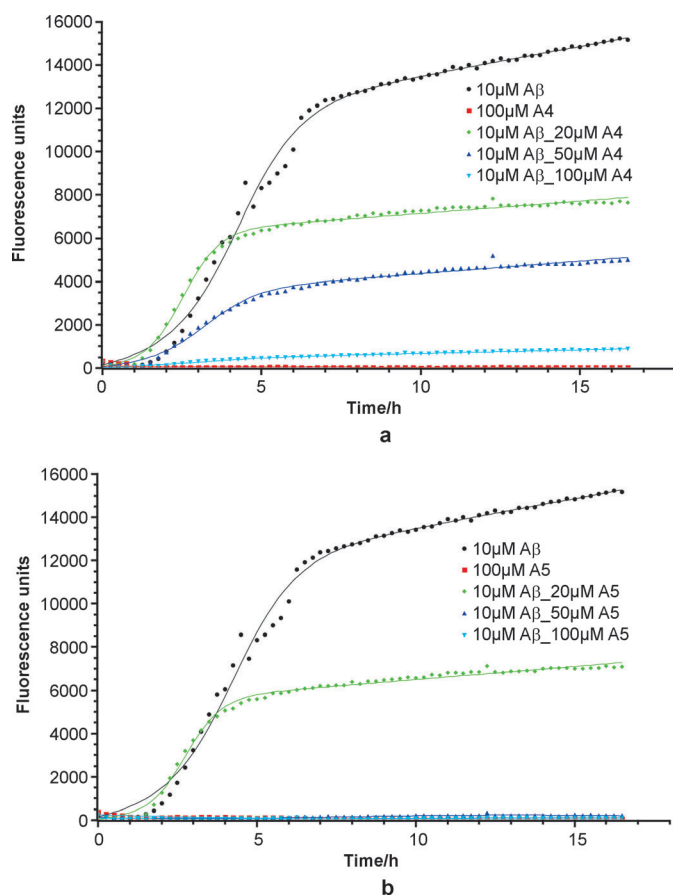 16000
14000
12000
10000
8000
6000
4000
2000
0
Fluorescence units
10µM Aβ
100µM A4
10µM Aβ_20µM A4
10µM Aβ_50µM A4
10µM Aβ_100µM A4
0 5 10 15
Time/h
a
16000
14000
12000
10000
8000
6000
4000
2000
0
Fluorescence units
10µM Aβ
100µM A5
10µM Aβ_20µM A5
10µM Aβ_50µM A5
10µM Aβ_100µM A5
0 5 10 15
Time/h
b